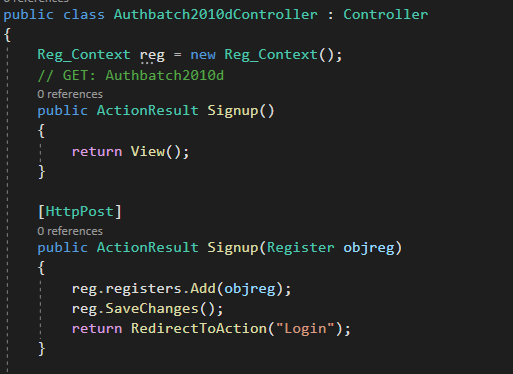 public class Authbatch2010dController : Controller
{
Reg_Context reg = new Reg_Context();
// GET: Authbatch2010d
0 references
public ActionResult Signup()
{
return View();
}
[HttpPost]
0 references
public ActionResult Signup(Register objreg)
{
reg.registers.Add(objreg);
reg.SaveChanges();
return RedirectToAction("Login");
}